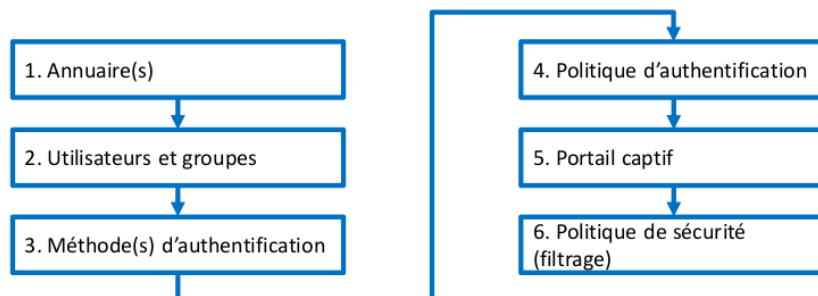 1. Annuaire(s)
2. Utilisateurs et groupes
3. Méthode(s) d’authentification
4. Politique d’authentification
5. Portail captif
6. Politique de sécurité
(filtrage)